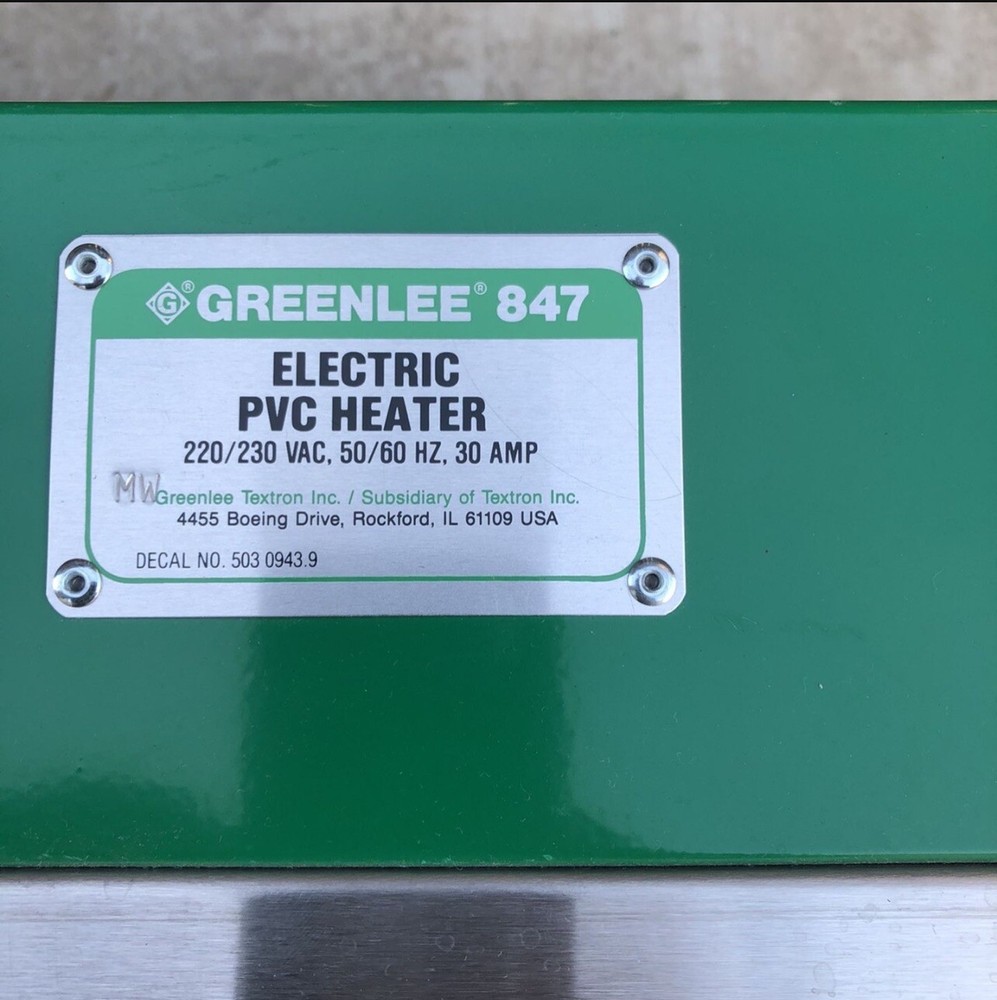 G® GREENLEE® 847
ELECTRIC
PVC HEATER
220/230 VAC, 50/60 HZ, 30 AMP
MW
Greenlee Textron Inc. / Subsidiary of Textron Inc.
4455 Boeing Drive, Rockford, IL 61109 USA
DECAL NO. 503 0943.9